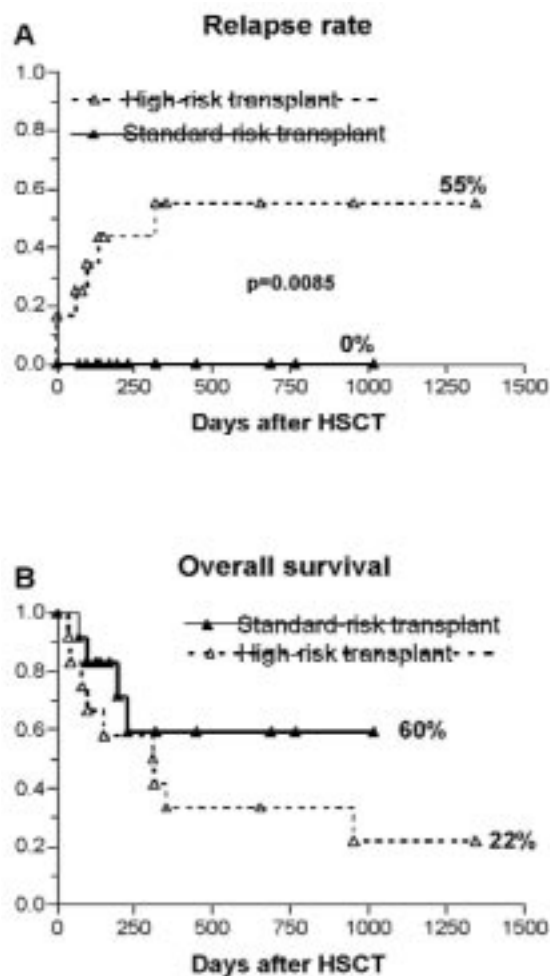 A
Relapse rate
1.0
High-risk transplant
Standard-risk transplant
0.8
0.6
55%
0.4
p=0.0085
0.2
0%
0.0
0 250 500 750 1000 1250 1500
Days after HSCT
B
Overall survival
1.0
Standard-risk transplant
High-risk transplant
0.8
0.6
60%
0.4
0.2
22%
0.0
0 250 500 750 1000 1250 1500
Days after HSCT